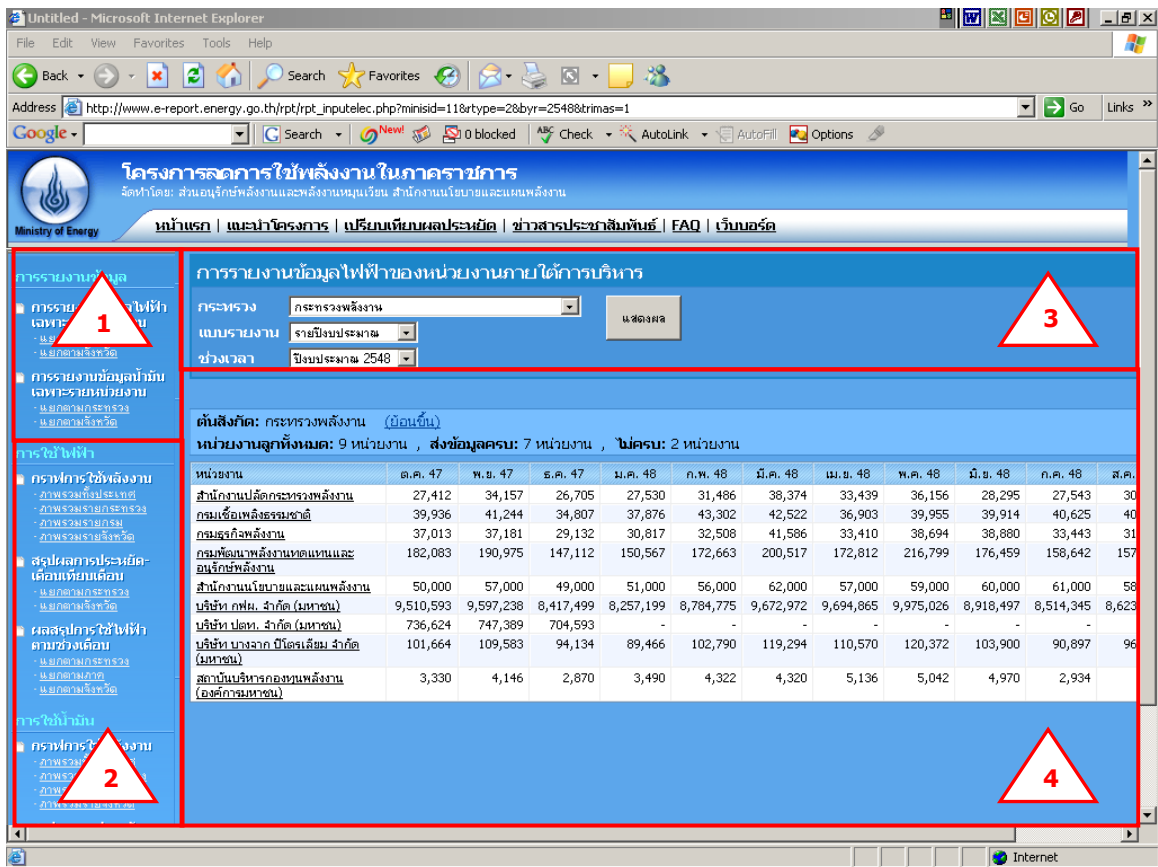 Untitled - Microsoft Internet Explorer
File Edit View Favorites Tools Help
Back Search Favorites
Address http://www.e-report.energy.go.th/rpt/rpt_inputelec.php?minisid=11&rtype=2&byr=2548&trimas=1 Go Links »
Google Search New! 0 blocked ABC Check AutoLink AutoFill Options
โครงการลดการใช้พลังงานในภาคราชการ
จัดทำโดย: ส่วนอนุรักษ์พลังงานและพลังงานหมุนเวียน สำนักงานนโยบายและแผนพลังงาน
Ministry of Energy
หน้าแรก | แนะนำโครงการ | เปรียบเทียบผลประหยัด | ข่าวสารประชาสัมพันธ์ | FAQ | เว็บบอร์ด
การรายงานข้อมูล
ไฟฟ้า
1
- แยกตามจังหวัด
การรายงานข้อมูลน้ำมัน
เฉพาะรายหน่วยงาน
- แยกตามกระทรวง
- แยกตามจังหวัด
การใช้ไฟฟ้า
กราฟการใช้พลังงาน
- ภาพรวมทั้งประเทศ
- ภาพรวมรายกระทรวง
- ภาพรวมรายกรม
- ภาพรวมรายจังหวัด
สรุปผลการประหยัด-
เดือนเทียบเดือน
- แยกตามกระทรวง
- แยกตามจังหวัด
ผลสรุปการใช้ไฟฟ้า
ตามช่วงเดือน
- แยกตามกระทรวง
- แยกตามภาค
- แยกตามจังหวัด
การใช้น้ำมัน
2
การรายงานข้อมูลไฟฟ้าของหน่วยงานภายใต้การบริหาร
กระทรวง กระทรวงพลังงาน
แสดงผล
แบบรายงาน รายปีงบประมาณ
ช่วงเวลา ปีงบประมาณ 2548
3
ต้นสังกัด: กระทรวงพลังงาน (ย้อนขึ้น)
หน่วยงานลูกทั้งหมด: 9 หน่วยงาน , ส่งข้อมูลครบ: 7 หน่วยงาน , ไม่ครบ: 2 หน่วยงาน
หน่วยงาน ต.ค. 47 พ.ย. 47 ธ.ค. 47 ม.ค. 48 ก.พ. 48 มี.ค. 48 เม.ย. 48 พ.ค. 48 มิ.ย. 48 ก.ค. 48 ส.ค.
สำนักงานปลัดกระทรวงพลังงาน 27,412 34,157 26,705 27,530 31,486 38,374 33,439 36,156 28,295 27,543 30
กรมเชื้อเพลิงธรรมชาติ 39,936 41,244 34,807 37,876 43,302 42,522 36,903 39,955 39,914 40,625 40
กรมธุรกิจพลังงาน 37,013 37,181 29,132 30,817 32,508 41,586 33,410 38,694 38,880 33,443 31
กรมพัฒนาพลังงานทดแทนและ 182,083 190,975 147,112 150,567 172,663 200,517 172,812 216,799 176,459 158,642 157
อนุรักษ์พลังงาน
สำนักงานนโยบายและแผนพลังงาน 50,000 57,000 49,000 51,000 56,000 62,000 57,000 59,000 60,000 61,000 58
บริษัท กฟผ. จำกัด (มหาชน) 9,510,593 9,597,238 8,417,499 8,257,199 8,784,775 9,672,972 9,694,865 9,975,026 8,918,497 8,514,345 8,623
บริษัท ปตท. จำกัด (มหาชน) 736,624 747,389 704,593 - - - - - - -
บริษัท บางจาก ปิโตรเลียม จำกัด 101,664 109,583 94,134 89,466 102,790 119,294 110,570 120,372 103,900 90,897 96
(มหาชน)
สถาบันบริหารกองทุนพลังงาน 3,330 4,146 2,870 3,490 4,322 4,320 5,136 5,042 4,970 2,934
(องค์การมหาชน)
4
Internet